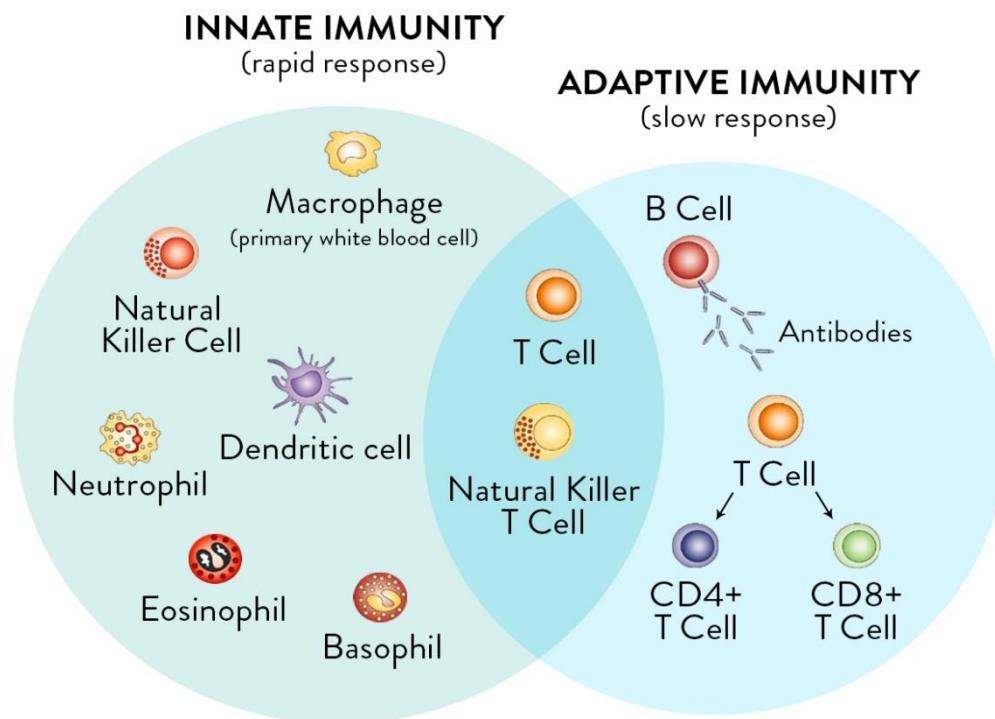 INNATE IMMUNITY
(rapid response)
ADAPTIVE IMMUNITY
(slow response)
Macrophage
(primary white blood cell)
Natural
Killer Cell
Dendritic cell
Neutrophil
Eosinophil
Basophil
T Cell
Natural Killer
T Cell
B Cell
Antibodies
T Cell
CD4+
T Cell
CD8+
T Cell